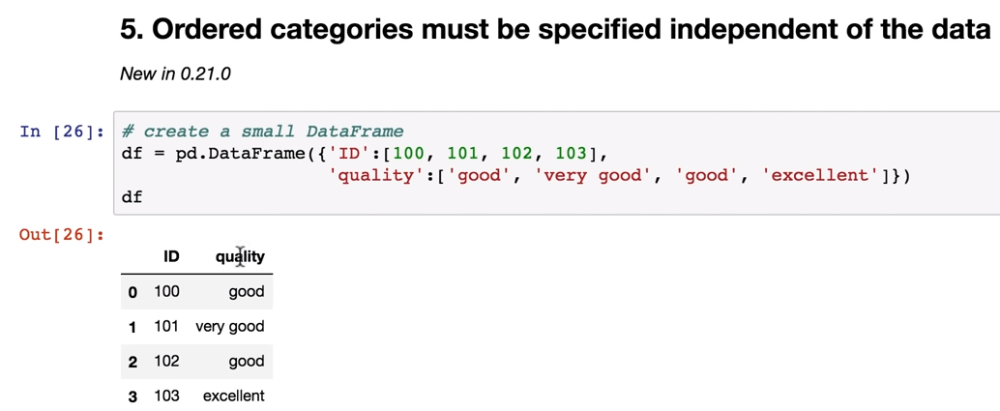 5. Ordered categories must be specified independent of the data
New in 0.21.0
In [26]: # create a small DataFrame
df = pd.DataFrame({'ID':[100, 101, 102, 103],
'quality':['good', 'very good', 'good', 'excellent']})
df
Out[26]:
ID quality
0 100 good
1 101 very good
2 102 good
3 103 excellent